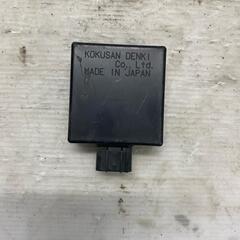 KOKUSAN DENKI
Co., Ltd.
MADE IN JAPAN